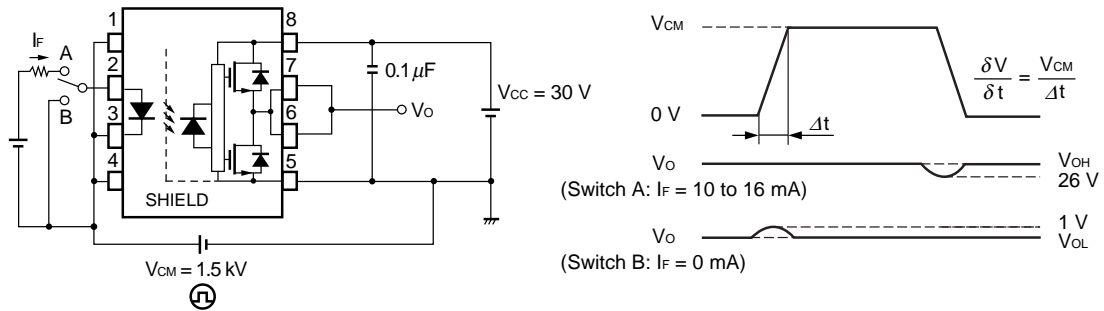 1
8
IF
A
2
7
0.1 μF
VCC = 30 V
VO
B
3
6
4
5
SHIELD
VCM = 1.5 kV
VCM
δV/δt = VCM/Δt
0 V
Δt
VO
VOH
26 V
(Switch A: IF = 10 to 16 mA)
1 V
VO
VOL
(Switch B: IF = 0 mA)